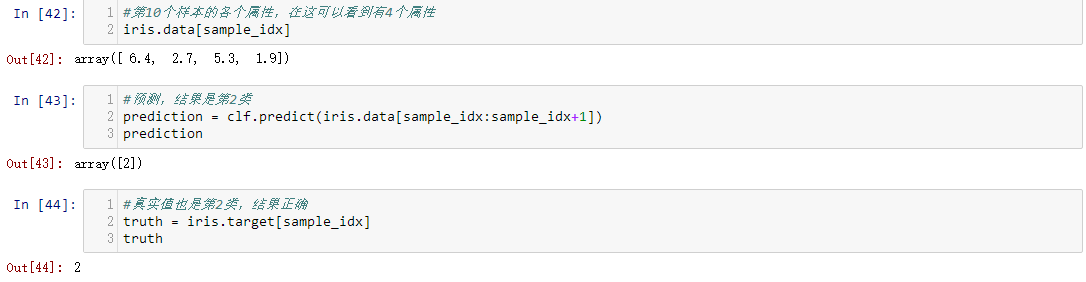 In [42]: 1 #第10个样本的各个属性，在这可以看到有4个属性
2 iris.data[sample_idx]
Out[42]: array([ 6.4,  2.7,  5.3,  1.9])
In [43]: 1 #预测，结果是第2类
2 prediction = clf.predict(iris.data[sample_idx:sample_idx+1])
3 prediction
Out[43]: array([2])
In [44]: 1 #真实值也是第2类，结果正确
2 truth = iris.target[sample_idx]
3 truth
Out[44]: 2